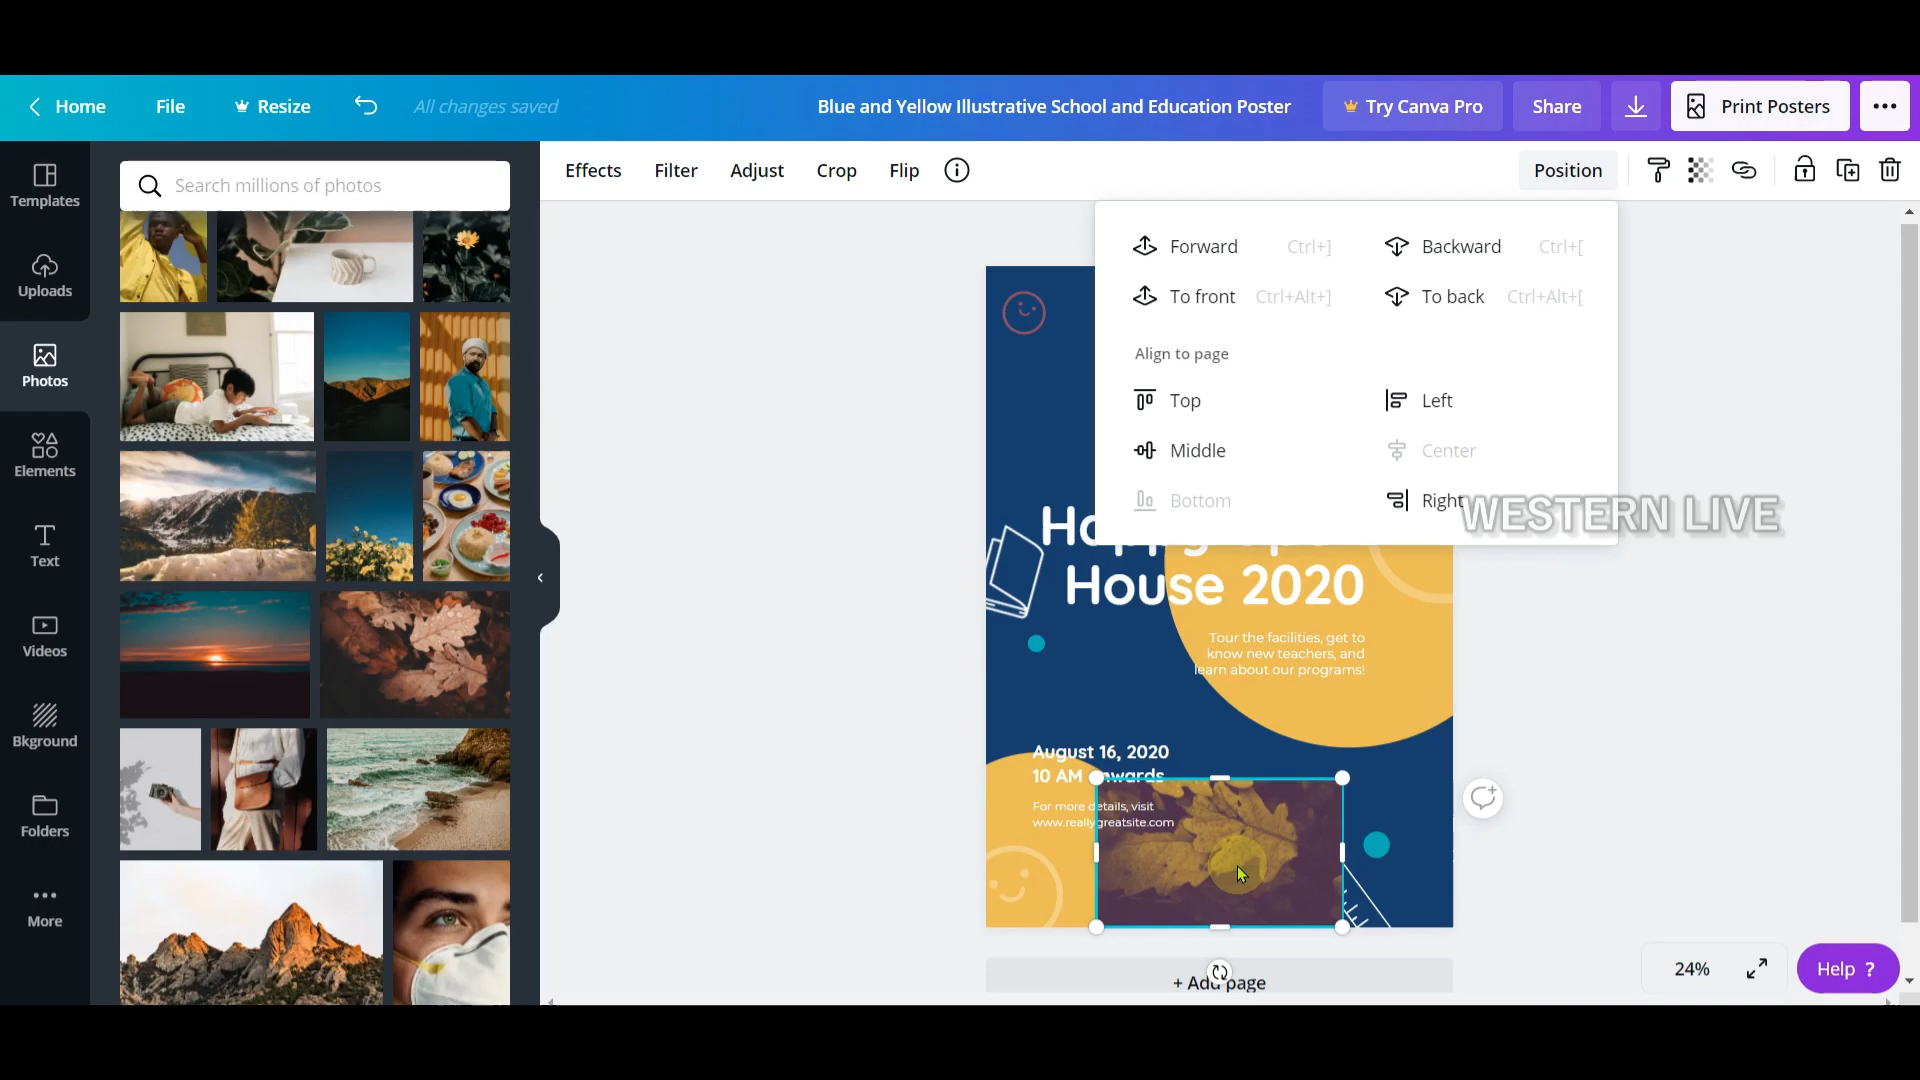 Home File Resize All changes saved Blue and Yellow Illustrative School and Education Poster Try Canva Pro Share Print Posters
Templates
Uploads
Photos
Elements
Text
Videos
Bkground
Folders
More
Search millions of photos
Effects Filter Adjust Crop Flip Position
Forward Ctrl+] Backward Ctrl+[
To front Ctrl+Alt+] To back Ctrl+Alt+[
Align to page
Top Left
Middle Center
Bottom Right
WESTERN LIVE
House 2020
Tour the facilities, get to
know new teachers, and
learn about our programs!
August 16, 2020
10 AM
For more details, visit
www.reallygreatsite.com
+ Add page
24% Help ?